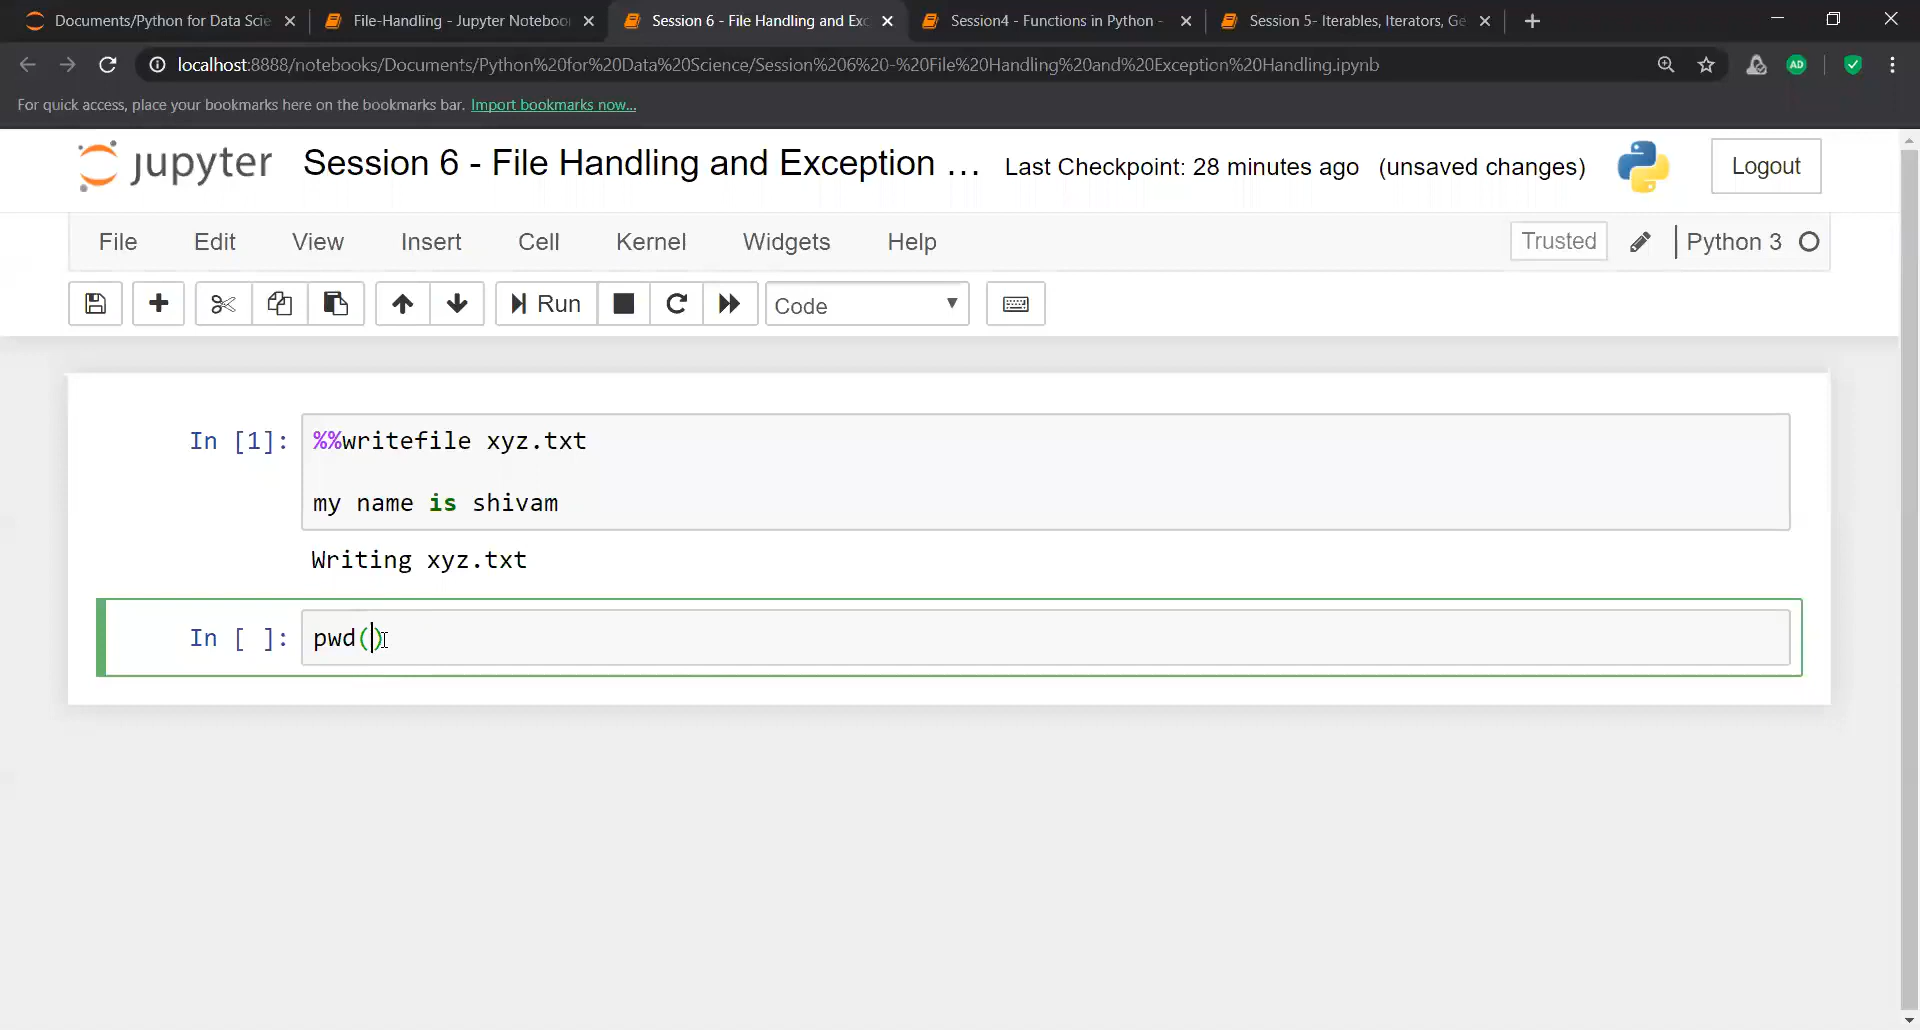 Documents/Python for Data Scie
File-Handling - Jupyter Noteboo
Session 6 - File Handling and Exc
Session4 - Functions in Python -
Session 5- Iterables, Iterators, Ge
localhost:8888/notebooks/Documents/Python%20for%20Data%20Science/Session%206%20-%20File%20Handling%20and%20Exception%20Handling.ipynb
AD
For quick access, place your bookmarks here on the bookmarks bar. Import bookmarks now...
jupyter Session 6 - File Handling and Exception ... Last Checkpoint: 28 minutes ago (unsaved changes) Logout
File Edit View Insert Cell Kernel Widgets Help Trusted Python 3
Run Code
In [1]: %%writefile xyz.txt
my name is shivam
Writing xyz.txt
In [ ]: pwd()